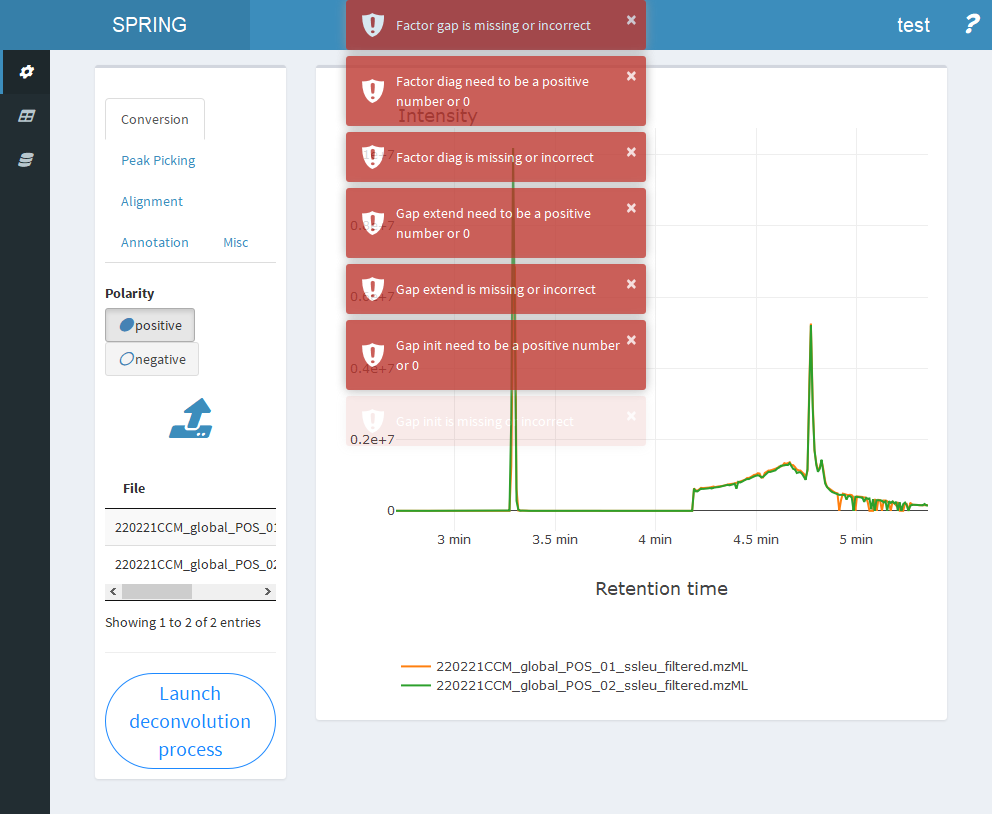 SPRING
test
?
Factor gap is missing or incorrect
×
Factor diag need to be a positive
number or 0
×
Factor diag is missing or incorrect
×
Gap extend need to be a positive
number or 0
×
Gap extend is missing or incorrect
×
Gap init need to be a positive number
or 0
×
Gap init is missing or incorrect
×
Conversion
Peak Picking
Alignment
Annotation
Misc
Polarity
positive
negative
File
220221CCM_global_POS_01
220221CCM_global_POS_02
Showing 1 to 2 of 2 entries
Launch
deconvolution
process
Intensity
1e+7
0.8e+7
0.6e+7
0.4e+7
0.2e+7
0
3 min
3.5 min
4 min
4.5 min
5 min
Retention time
220221CCM_global_POS_01_ssleu_filtered.mzML
220221CCM_global_POS_02_ssleu_filtered.mzML